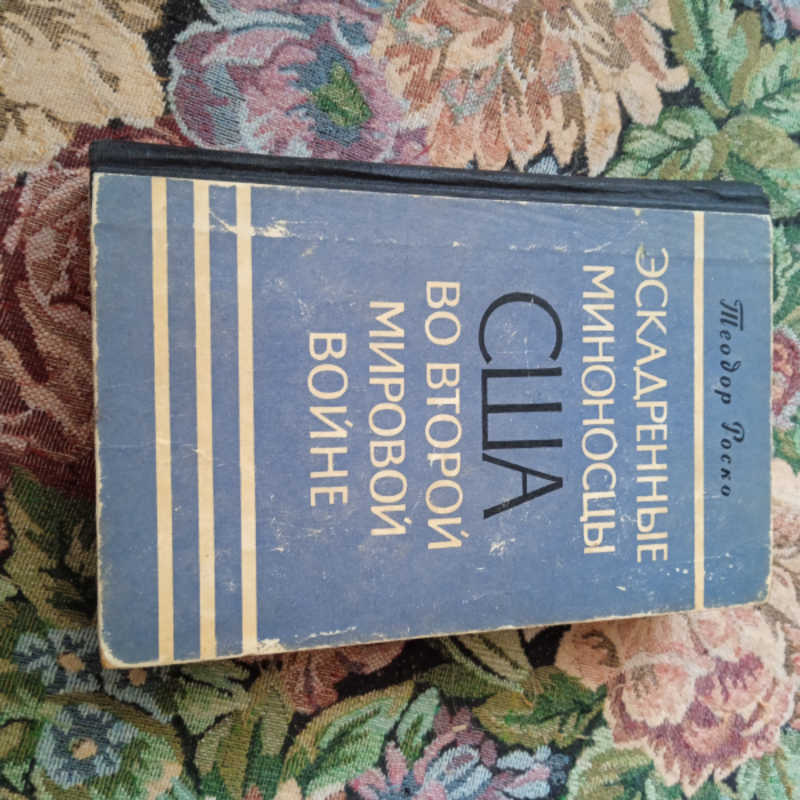 Теодор Роско
ЭСКАДРЕННЫЕ
МИНОНОСЦЫ
США
ВО ВТОРОЙ
МИРОВОЙ
ВОЙНЕ